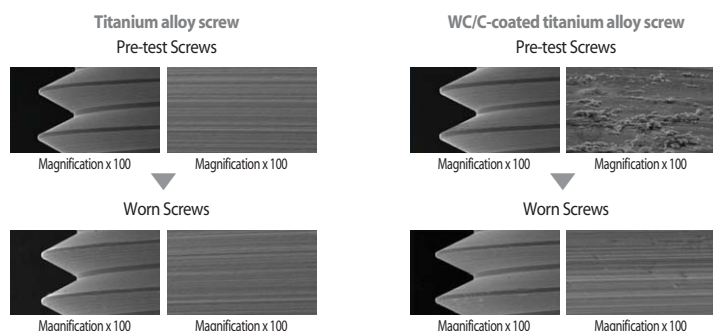 Titanium alloy screw
Pre-test Screws
Magnification x 100
Magnification x 100
Worn Screws
Magnification x 100
Magnification x 100
WC/C-coated titanium alloy screw
Pre-test Screws
Magnification x 100
Magnification x 100
Worn Screws
Magnification x 100
Magnification x 100